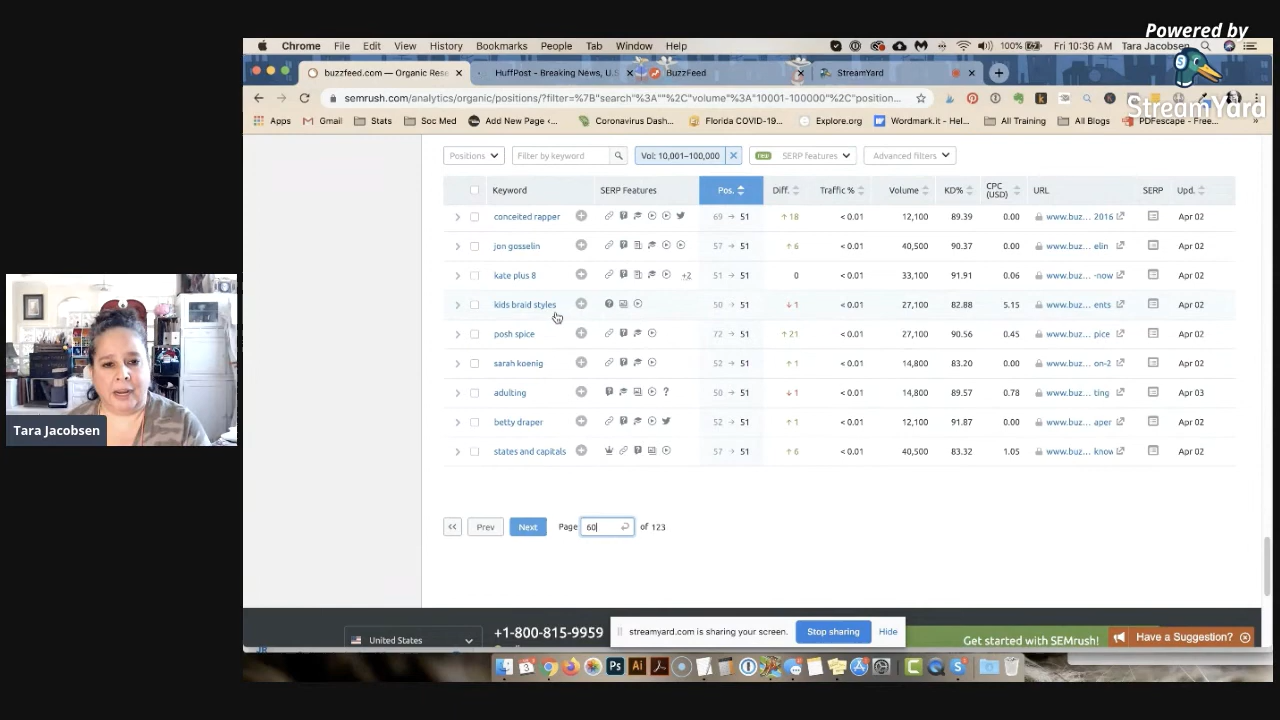 Powered by
StreamYard
Chrome File Edit View History Bookmarks People Tab Window Help
100% Fri 10:36 AM Tara Jacobsen
buzzfeed.com — Organic Rese
HuffPost - Breaking News, U.S
BuzzFeed
StreamYard
semrush.com/analytics/organic/positions/?filter=%7B"search"%3A""%2C"volume"%3A"10001-100000"%2C"position...
Apps Gmail Stats Soc Med Add New Page <... Coronavirus Dash... Florida COVID-19... Explore.org Wordmark.it - Hel... All Training All Blogs PDFescape - Free... »
Positions Filter by keyword Vol: 10,001–100,000 new SERP features Advanced filters
Keyword SERP Features Pos. Diff. Traffic % Volume KD% CPC (USD) URL SERP Upd.
conceited rapper 69 → 51 ↑ 18 < 0.01 12,100 89.39 0.00 www.buz... 2016 Apr 02
jon gosselin 57 → 51 ↑ 6 < 0.01 40,500 90.37 0.00 www.buz... elin Apr 02
kate plus 8 +2 51 → 51 0 < 0.01 33,100 91.91 0.06 www.buz... -now Apr 02
kids braid styles 50 → 51 ↓ 1 < 0.01 27,100 82.88 5.15 www.buz... ents Apr 02
posh spice 72 → 51 ↑ 21 < 0.01 27,100 90.56 0.45 www.buz... pice Apr 02
sarah koenig 52 → 51 ↑ 1 < 0.01 14,800 83.20 0.00 www.buz... on-2 Apr 02
adulting 50 → 51 ↓ 1 < 0.01 14,800 89.57 0.78 www.buz... ting Apr 03
betty draper 52 → 51 ↑ 1 < 0.01 12,100 91.87 0.00 www.buz... aper Apr 02
states and capitals 57 → 51 ↑ 6 < 0.01 40,500 83.32 1.05 www.buz... know Apr 02
Tara Jacobsen
Prev Next Page 60 of 123
United States +1-800-815-9959
streamyard.com is sharing your screen. Stop sharing Hide
Get started with SEMrush!
Have a Suggestion?